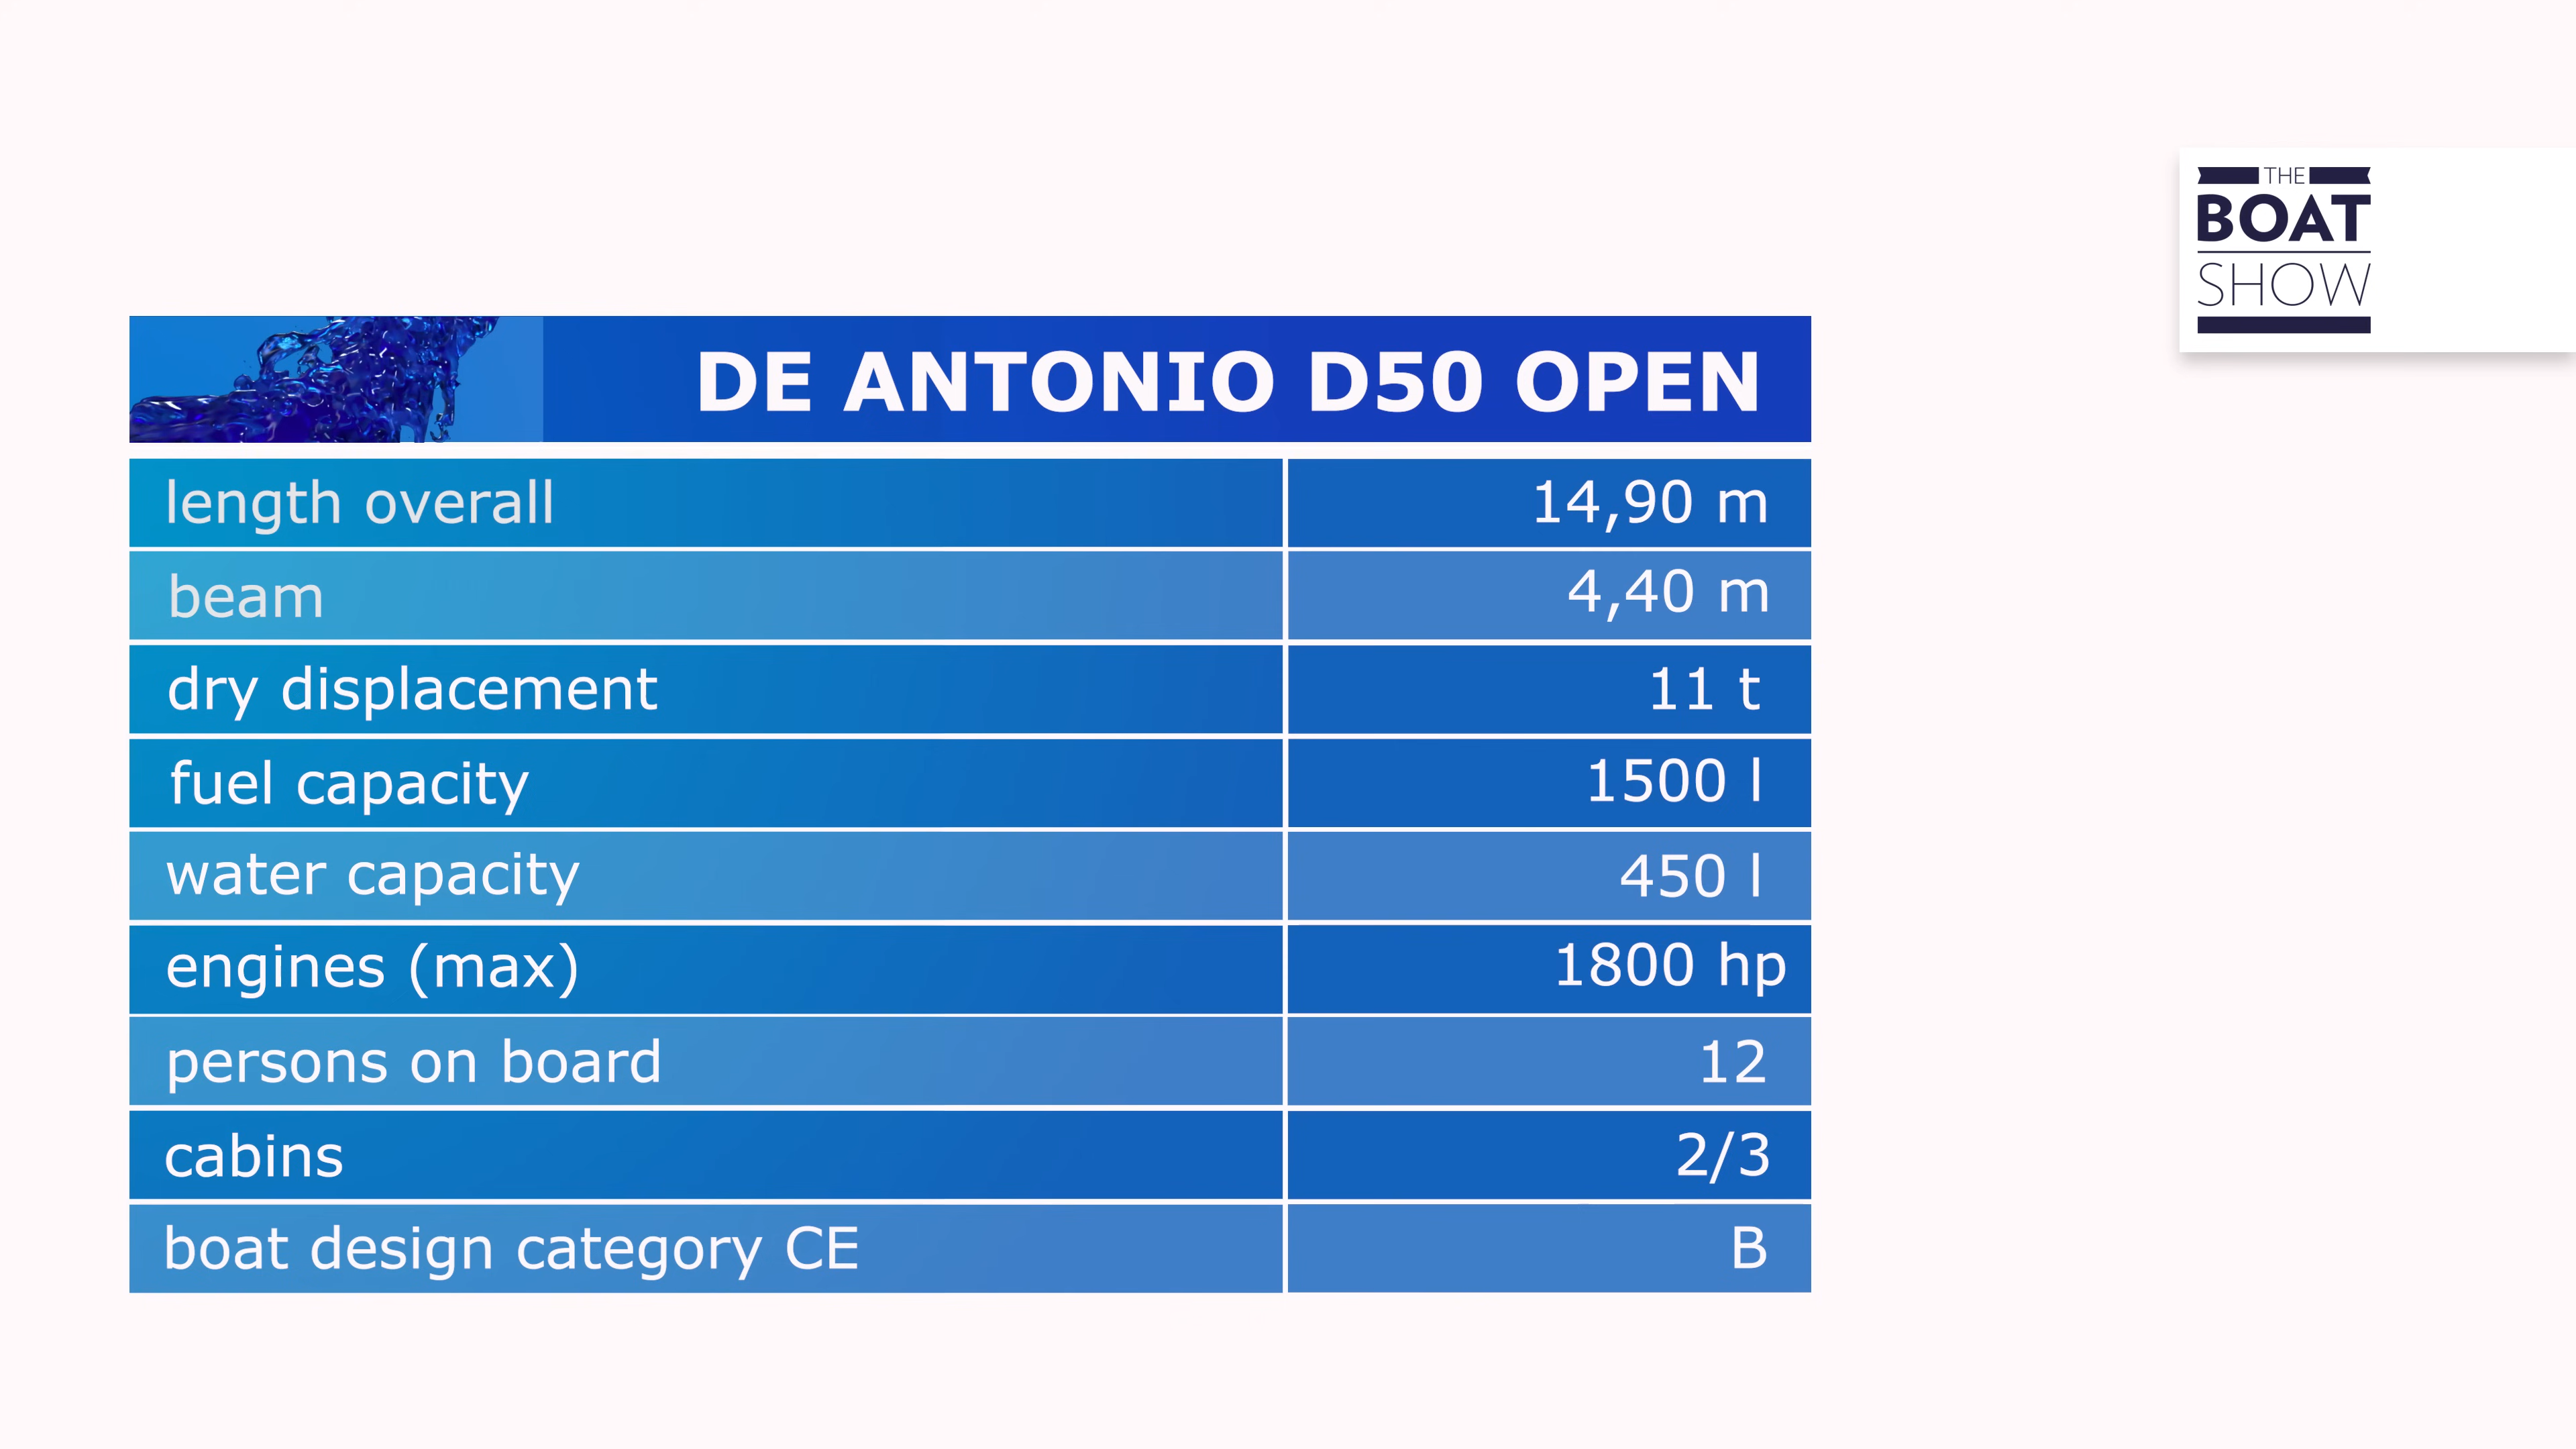 THE
BOAT
SHOW
DE ANTONIO D50 OPEN
length overall 14,90 m
beam 4,40 m
dry displacement 11 t
fuel capacity 1500 l
water capacity 450 l
engines (max) 1800 hp
persons on board 12
cabins 2/3
boat design category CE B